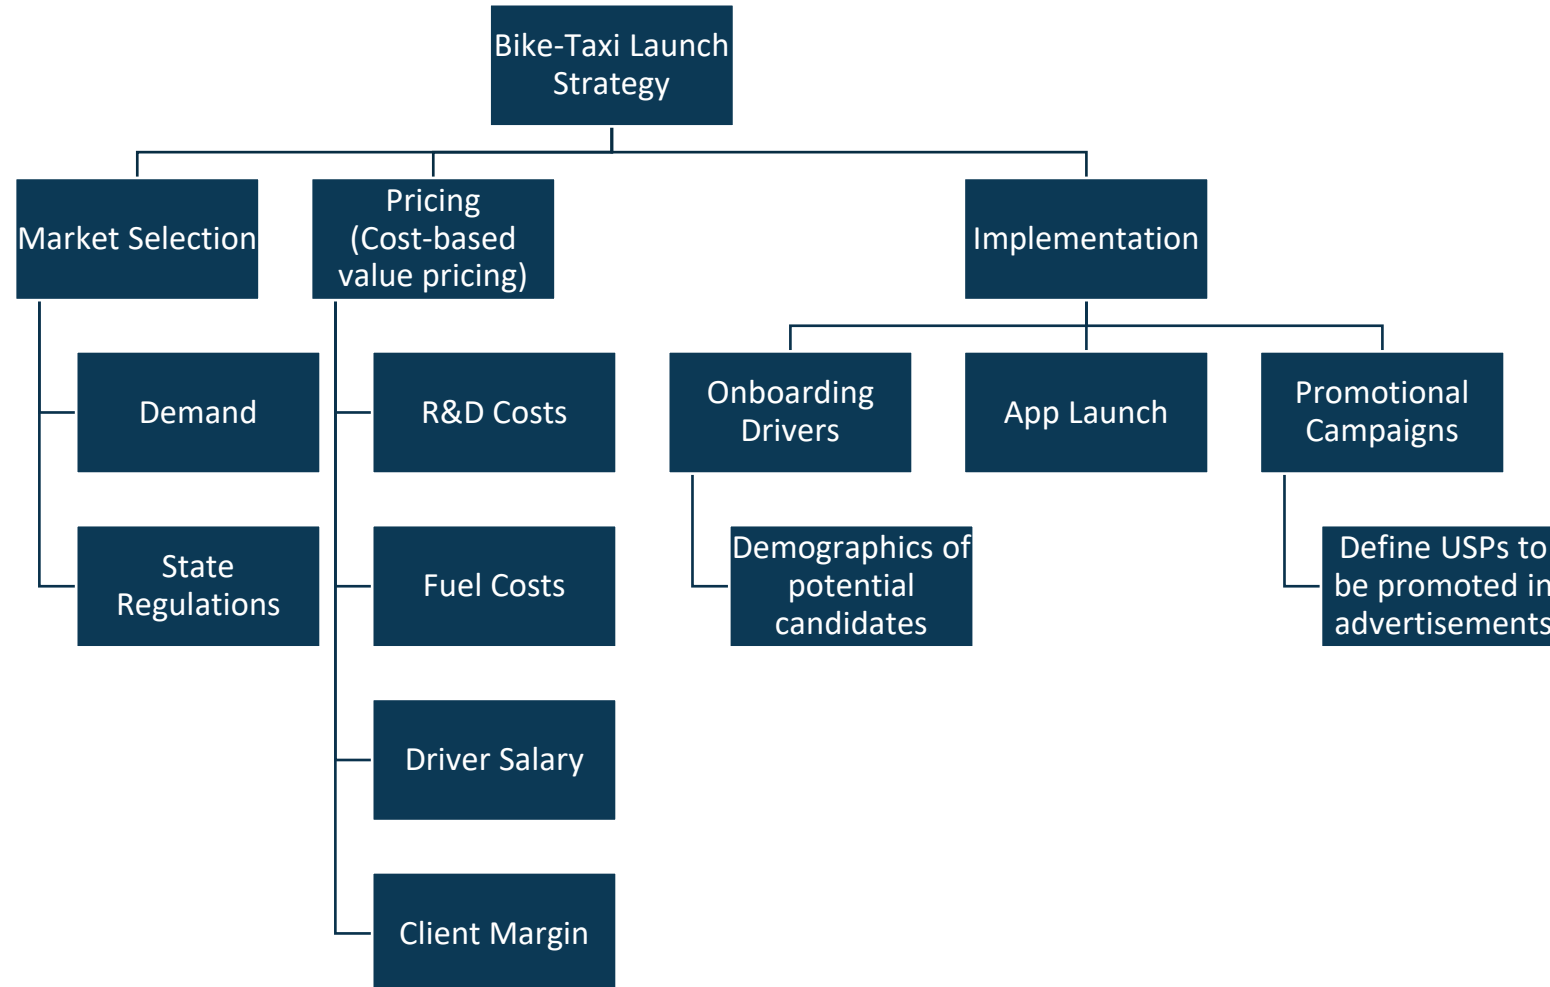 Bike-Taxi Launch
Strategy
Market Selection
Pricing
(Cost-based
value pricing)
Implementation
Demand
R&D Costs
Onboarding
Drivers
App Launch
Promotional
Campaigns
State
Regulations
Fuel Costs
Demographics of
potential
candidates
Define USPs to
be promoted in
advertisements
Driver Salary
Client Margin